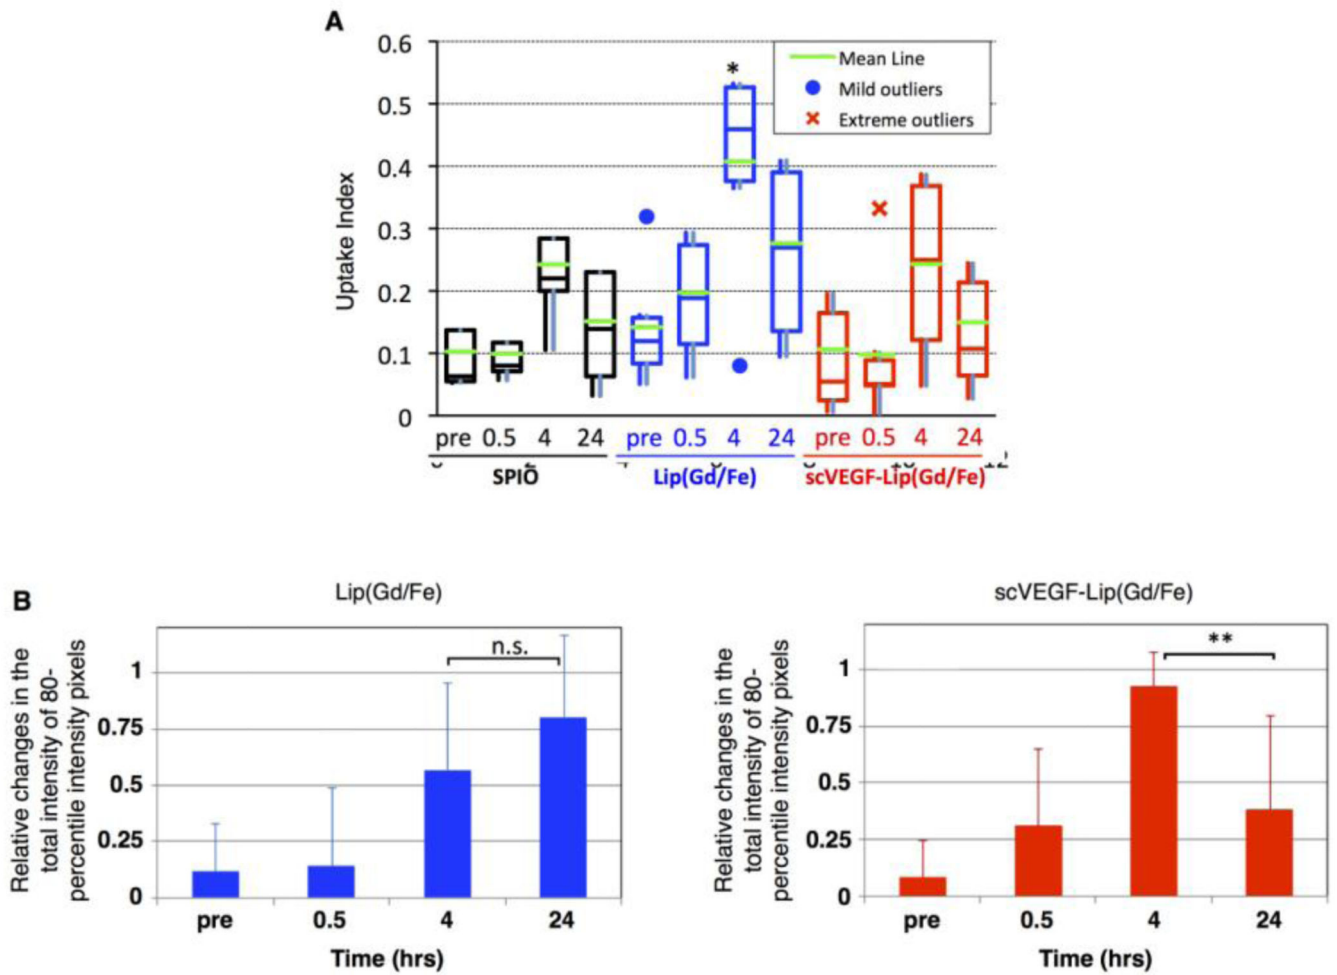 A
0.6
0.5
0.4
0.3
0.2
0.1
0
Uptake Index
Mean Line
Mild outliers
Extreme outliers
*
pre 0.5 4 24 pre 0.5 4 24 pre 0.5 4 24
SPIO Lip(Gd/Fe) scVEGF-Lip(Gd/Fe)
B
Lip(Gd/Fe)
Relative changes in the
total intensity of 80-
percentile intensity pixels
1
0.75
0.5
0.25
0
n.s.
pre 0.5 4 24
Time (hrs)
scVEGF-Lip(Gd/Fe)
Relative changes in the
total intensity of 80-
percentile intensity pixels
1
0.75
0.5
0.25
0
**
pre 0.5 4 24
Time (hrs)